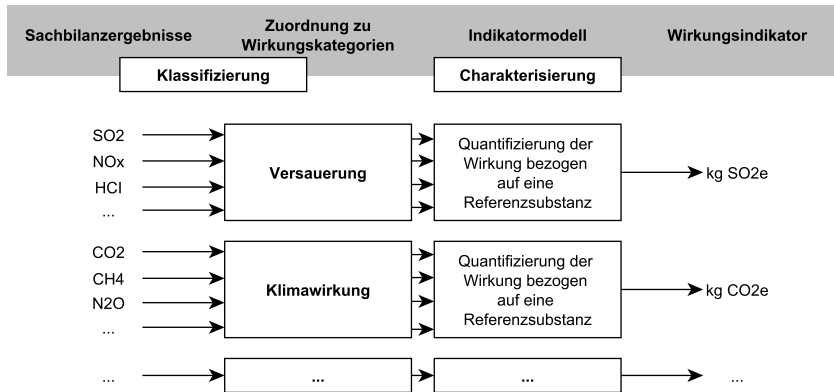 Sachbilanzergebnisse
Zuordnung zu
Wirkungskategorien
Indikatormodell
Wirkungsindikator
Klassifizierung
Charakterisierung
SO2
NOx
HCl
...
Versauerung
Quantifizierung der
Wirkung bezogen
auf eine
Referenzsubstanz
kg SO2e
CO2
CH4
N2O
...
Klimawirkung
Quantifizierung der
Wirkung bezogen
auf eine
Referenzsubstanz
kg CO2e
...
...
...
...